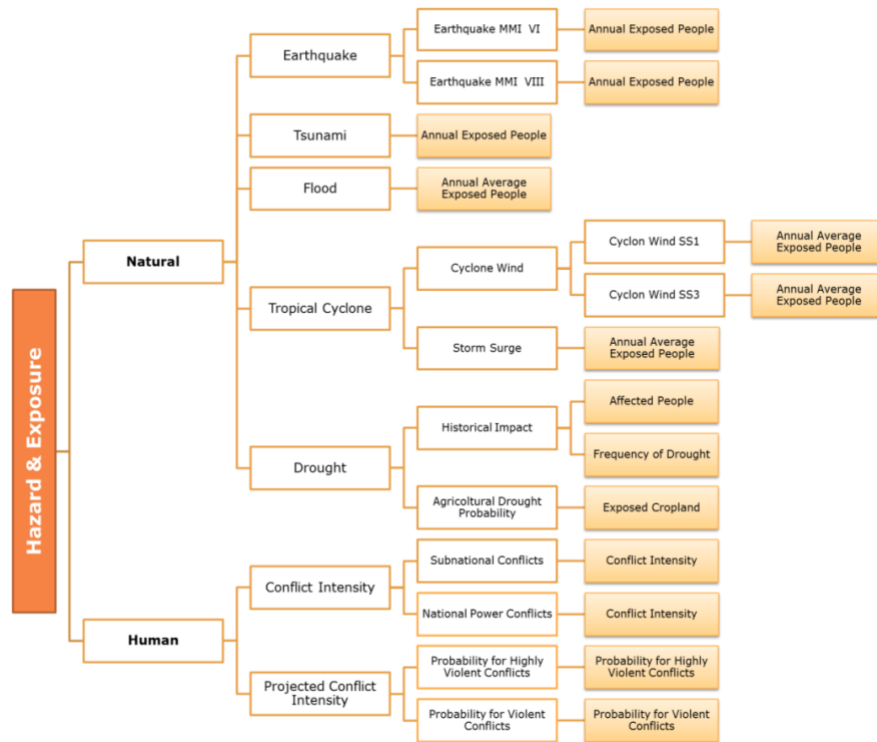 Earthquake MMI  VI
Annual Exposed People
Earthquake
Earthquake MMI  VIII
Annual Exposed People
Tsunami
Annual Exposed People
Flood
Annual Average
Exposed People
Natural
Tropical Cyclone
Cyclone Wind
Cyclon Wind SS1
Annual Average
Exposed People
Cyclon Wind SS3
Annual Average
Exposed People
Storm Surge
Annual Average
Exposed People
Hazard & Exposure
Drought
Historical Impact
Affected People
Frequency of Drought
Agricoltural Drought
Probability
Exposed Cropland
Human
Conflict Intensity
Subnational Conflicts
Conflict Intensity
National Power Conflicts
Conflict Intensity
Projected Conflict
Intensity
Probability for Highly
Violent Conflicts
Probability for Highly
Violent Conflicts
Probability for Violent
Conflicts
Probability for Violent
Conflicts